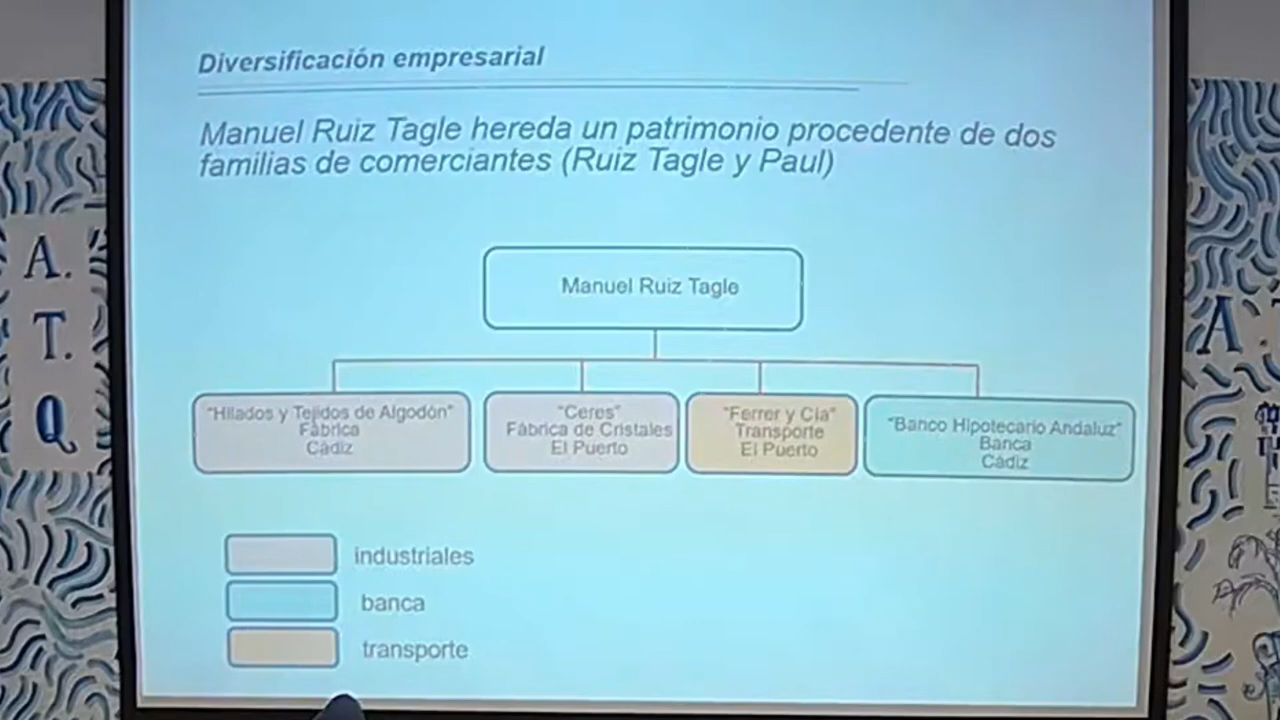 Diversificación empresarial
Manuel Ruiz Tagle hereda un patrimonio procedente de dos
familias de comerciantes (Ruiz Tagle y Paul)
Manuel Ruiz Tagle
"Hilados y Tejidos de Algodón"
Fábrica
Cádiz
"Ceres"
Fábrica de Cristales
El Puerto
"Ferrer y Cía"
Transporte
El Puerto
"Banco Hipotecario Andaluz"
Banca
Cádiz
industriales
banca
transporte
A.
T.
Q
A.